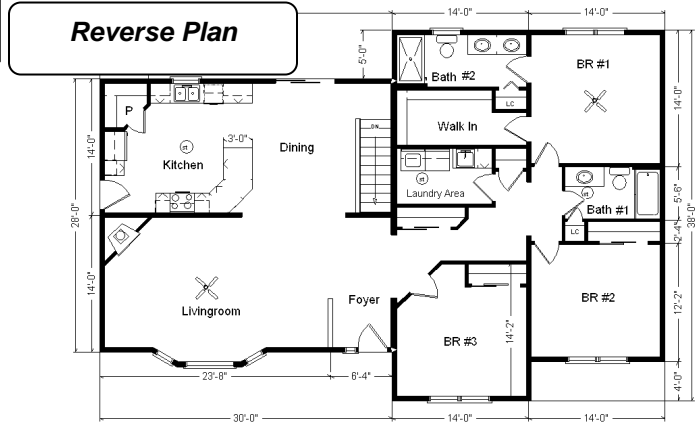 Reverse Plan
14'-0"
14'-0"
5'-0"
Bath #2
BR #1
LC
14'-0"
P
Walk In
Kitchen
3'-0"
Dining
DN
14'-0"
Laundry Area
Bath #1
5'-6"
LC
2'-4"
28'-0"
38'-0"
14'-0"
Livingroom
Foyer
BR #3
14'-2"
BR #2
12'-2"
23'-8"
6'-4"
4'-0"
30'-0"
14'-0"
14'-0"